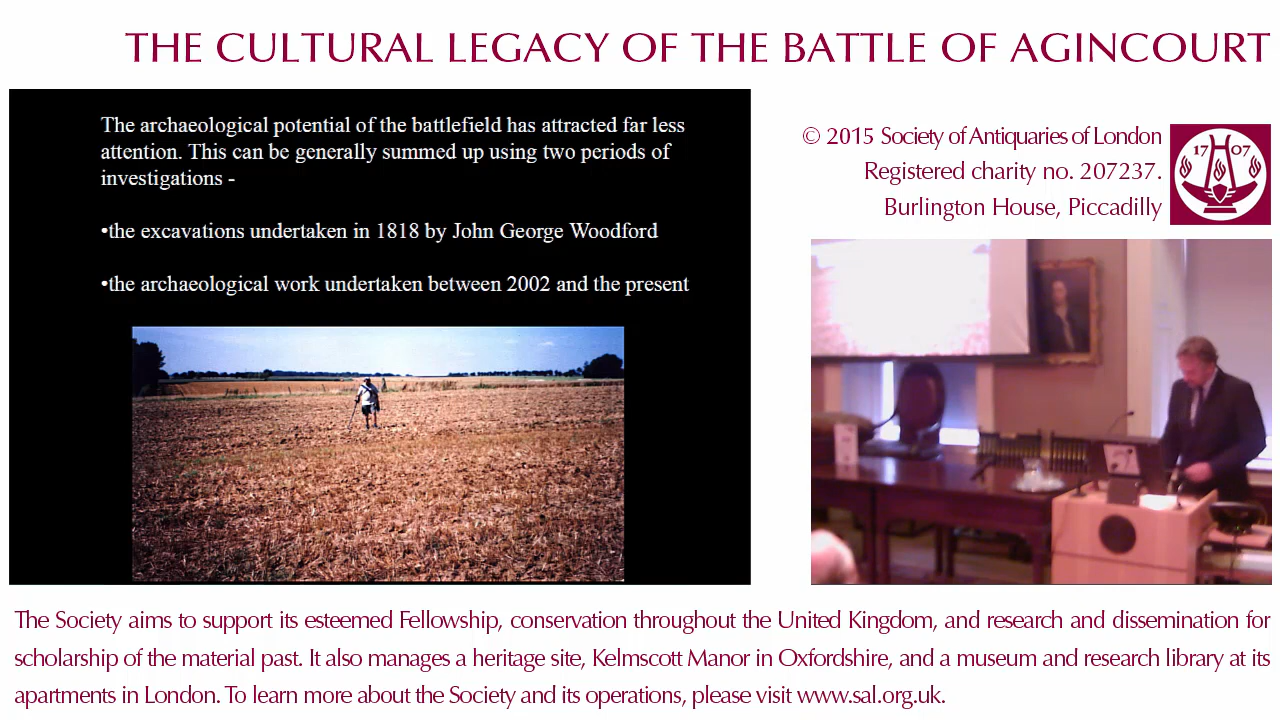 THE CULTURAL LEGACY OF THE BATTLE OF AGINCOURT
The archaeological potential of the battlefield has attracted far less
attention. This can be generally summed up using two periods of
investigations -
•the excavations undertaken in 1818 by John George Woodford
•the archaeological work undertaken between 2002 and the present
© 2015 Society of Antiquaries of London
Registered charity no. 207237.
Burlington House, Piccadilly
17 07
The Society aims to support its esteemed Fellowship, conservation throughout the United Kingdom, and research and dissemination for
scholarship of the material past. It also manages a heritage site, Kelmscott Manor in Oxfordshire, and a museum and research library at its
apartments in London. To learn more about the Society and its operations, please visit www.sal.org.uk.